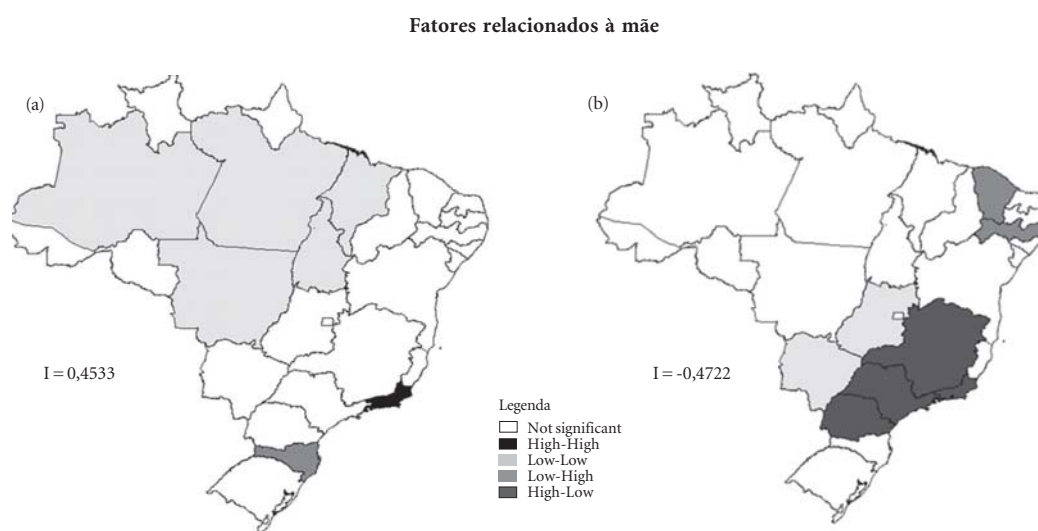 Fatores relacionados à mãe
(a)
(b)
I = 0,4533
I = -0,4722
Legenda
Not significant
High-High
Low-Low
Low-High
High-Low